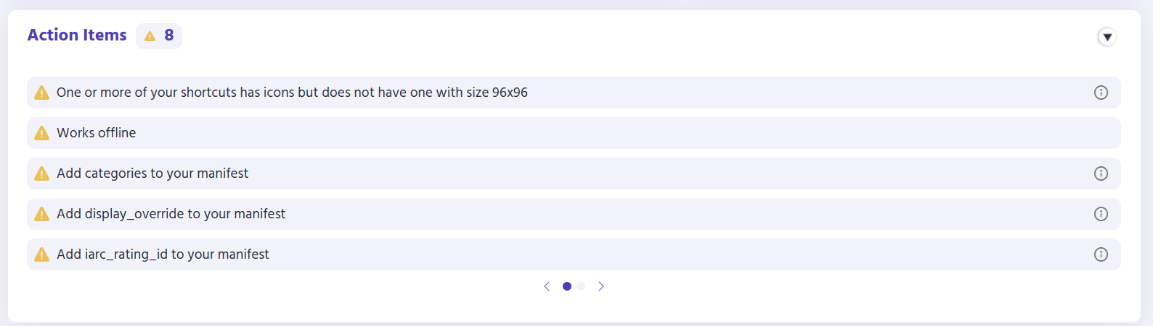 Action Items 8
One or more of your shortcuts has icons but does not have one with size 96x96
Works offline
Add categories to your manifest
Add display_override to your manifest
Add iarc_rating_id to your manifest